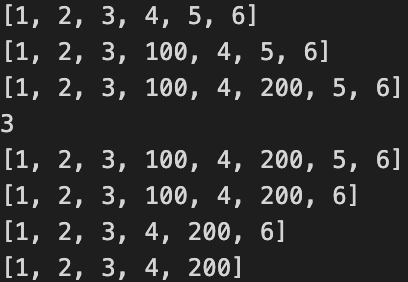 [1, 2, 3, 4, 5, 6]
[1, 2, 3, 100, 4, 5, 6]
[1, 2, 3, 100, 4, 200, 5, 6]
3
[1, 2, 3, 100, 4, 200, 5, 6]
[1, 2, 3, 100, 4, 200, 6]
[1, 2, 3, 4, 200, 6]
[1, 2, 3, 4, 200]